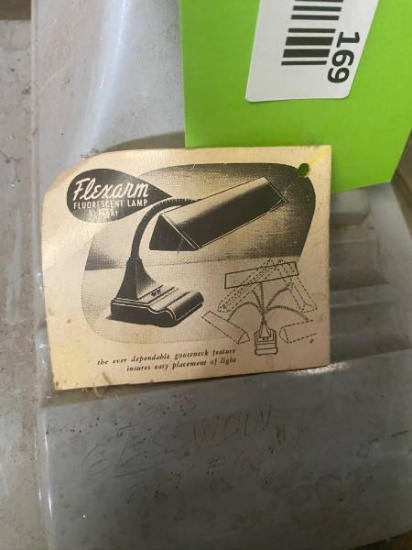 169
Flexarm
FLUORESCENT LAMP
the ever dependable gooseneck feature
insures easy placement of light